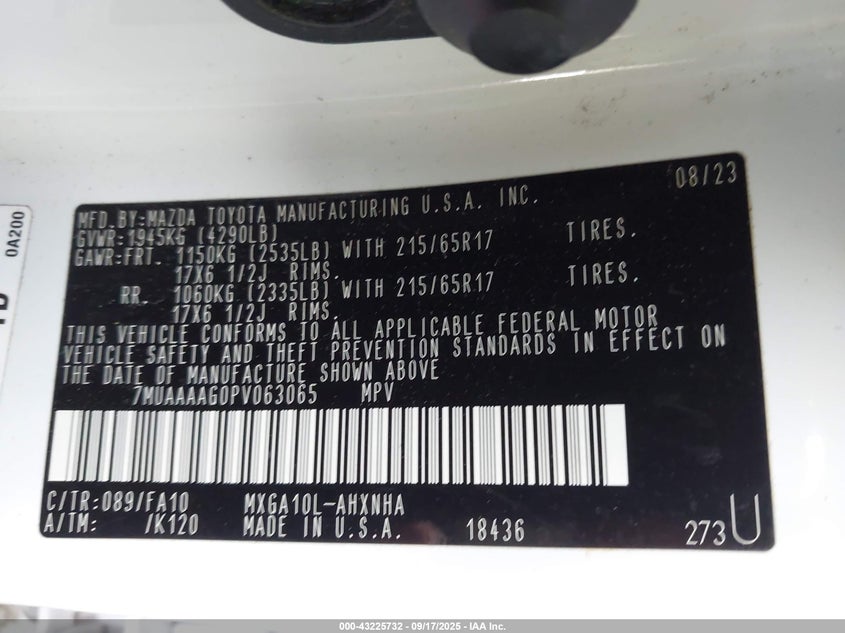 08/23
MFD.BY:MAZDA TOYOTA MANUFACTURING U.S.A. INC.
GVWR:1945KG (4290LB)
GAWR:FRT. 1150KG (2535LB) WITH 215/65R17 TIRES.
17X6 1/2J RIMS.
RR. 1060KG (2335LB) WITH 215/65R17 TIRES.
17X6 1/2J RIMS.
THIS VEHICLE CONFORMS TO ALL APPLICABLE FEDERAL MOTOR
VEHICLE SAFETY AND THEFT PREVENTION STANDARDS IN EFFECT ON
THE DATE OF MANUFACTURE SHOWN ABOVE
7MUAAAAG0PV063065 MPV
C/TR:089/FA10 MXGA10L-AHXNHA
A/TM: /K120 MADE IN U.S.A. 18436 273U
0A200
000-43225732 - 09/17/2025 - IAA Inc.